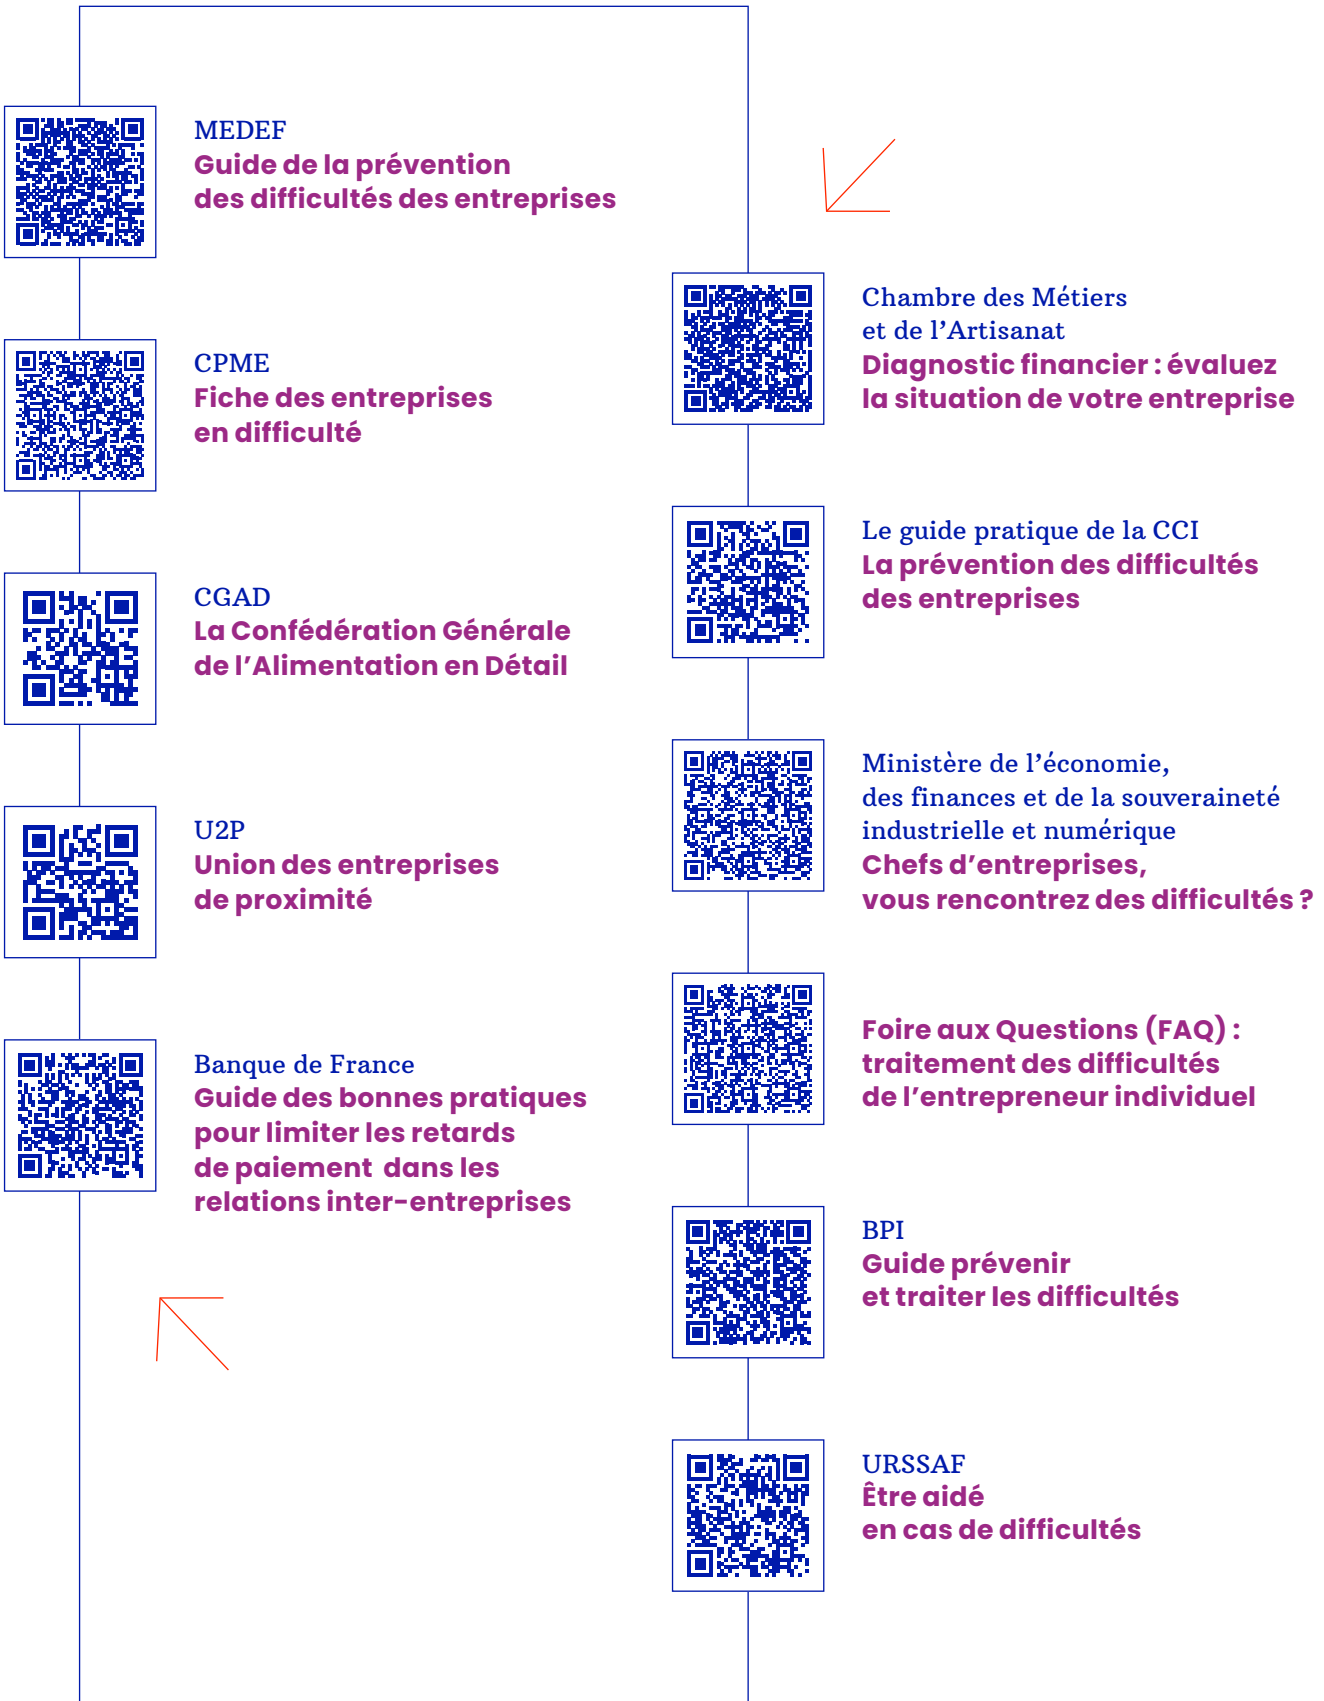 MEDEF
Guide de la prévention
des difficultés des entreprises
CPME
Fiche des entreprises
en difficulté
CGAD
La Confédération Générale
de l’Alimentation en Détail
U2P
Union des entreprises
de proximité
Banque de France
Guide des bonnes pratiques
pour limiter les retards
de paiement dans les
relations inter-entreprises
Chambre des Métiers
et de l’Artisanat
Diagnostic financier : évaluez
la situation de votre entreprise
Le guide pratique de la CCI
La prévention des difficultés
des entreprises
Ministère de l’économie,
des finances et de la souveraineté
industrielle et numérique
Chefs d’entreprises,
vous rencontrez des difficultés ?
Foire aux Questions (FAQ) :
traitement des difficultés
de l’entrepreneur individuel
BPI
Guide prévenir
et traiter les difficultés
URSSAF
Être aidé
en cas de difficultés